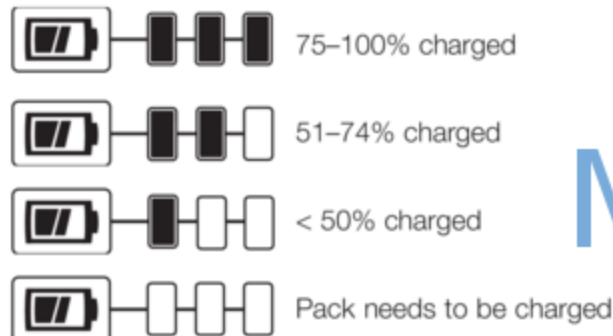 75–100% charged
51–74% charged
< 50% charged
Pack needs to be charged